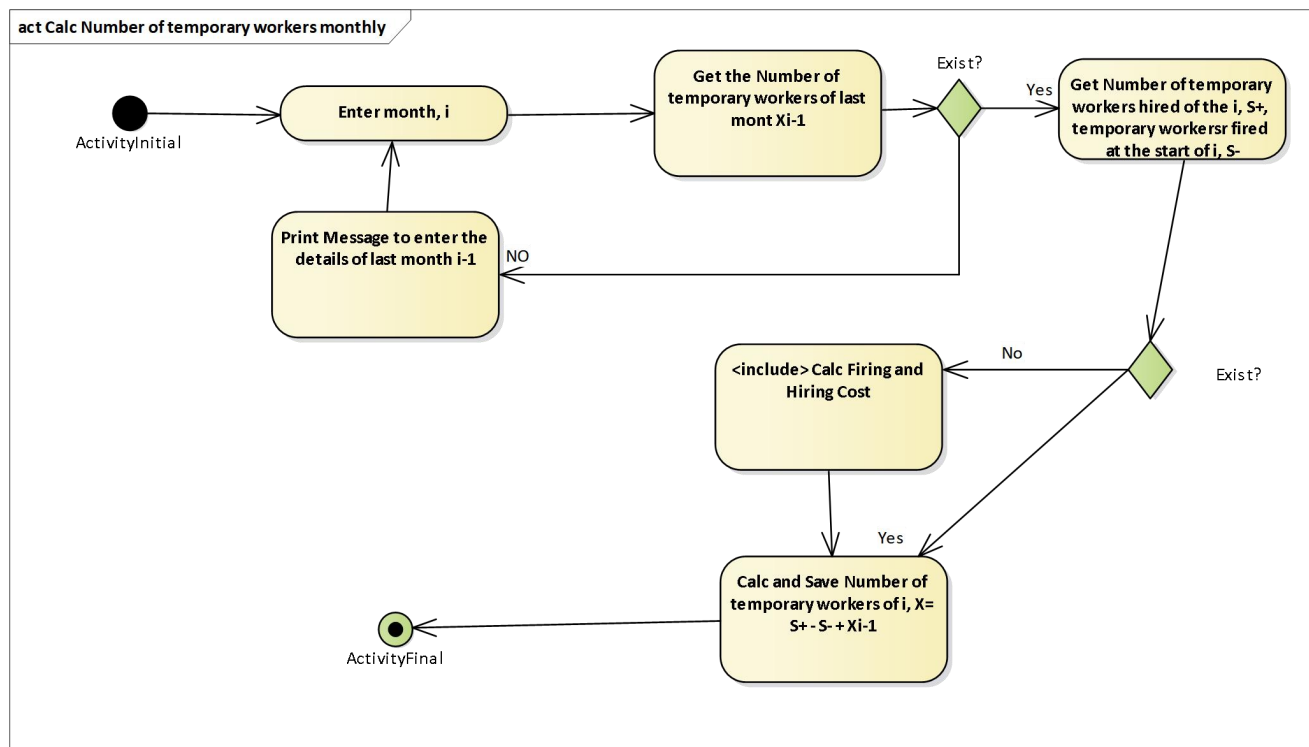 act Calc Number of temporary workers monthly
ActivityInitial
Enter month, i
Get the Number of
temporary workers of last
mont Xi-1
Exist?
Yes
Get Number of temporary
workers hired of the i, S+,
temporary workersr fired
at the start of i, S-
Print Message to enter the
details of last month i-1
NO
No
Exist?
<include> Calc Firing and
Hiring Cost
Yes
Calc and Save Number of
temporary workers of i, X=
S+ - S- + Xi-1
ActivityFinal